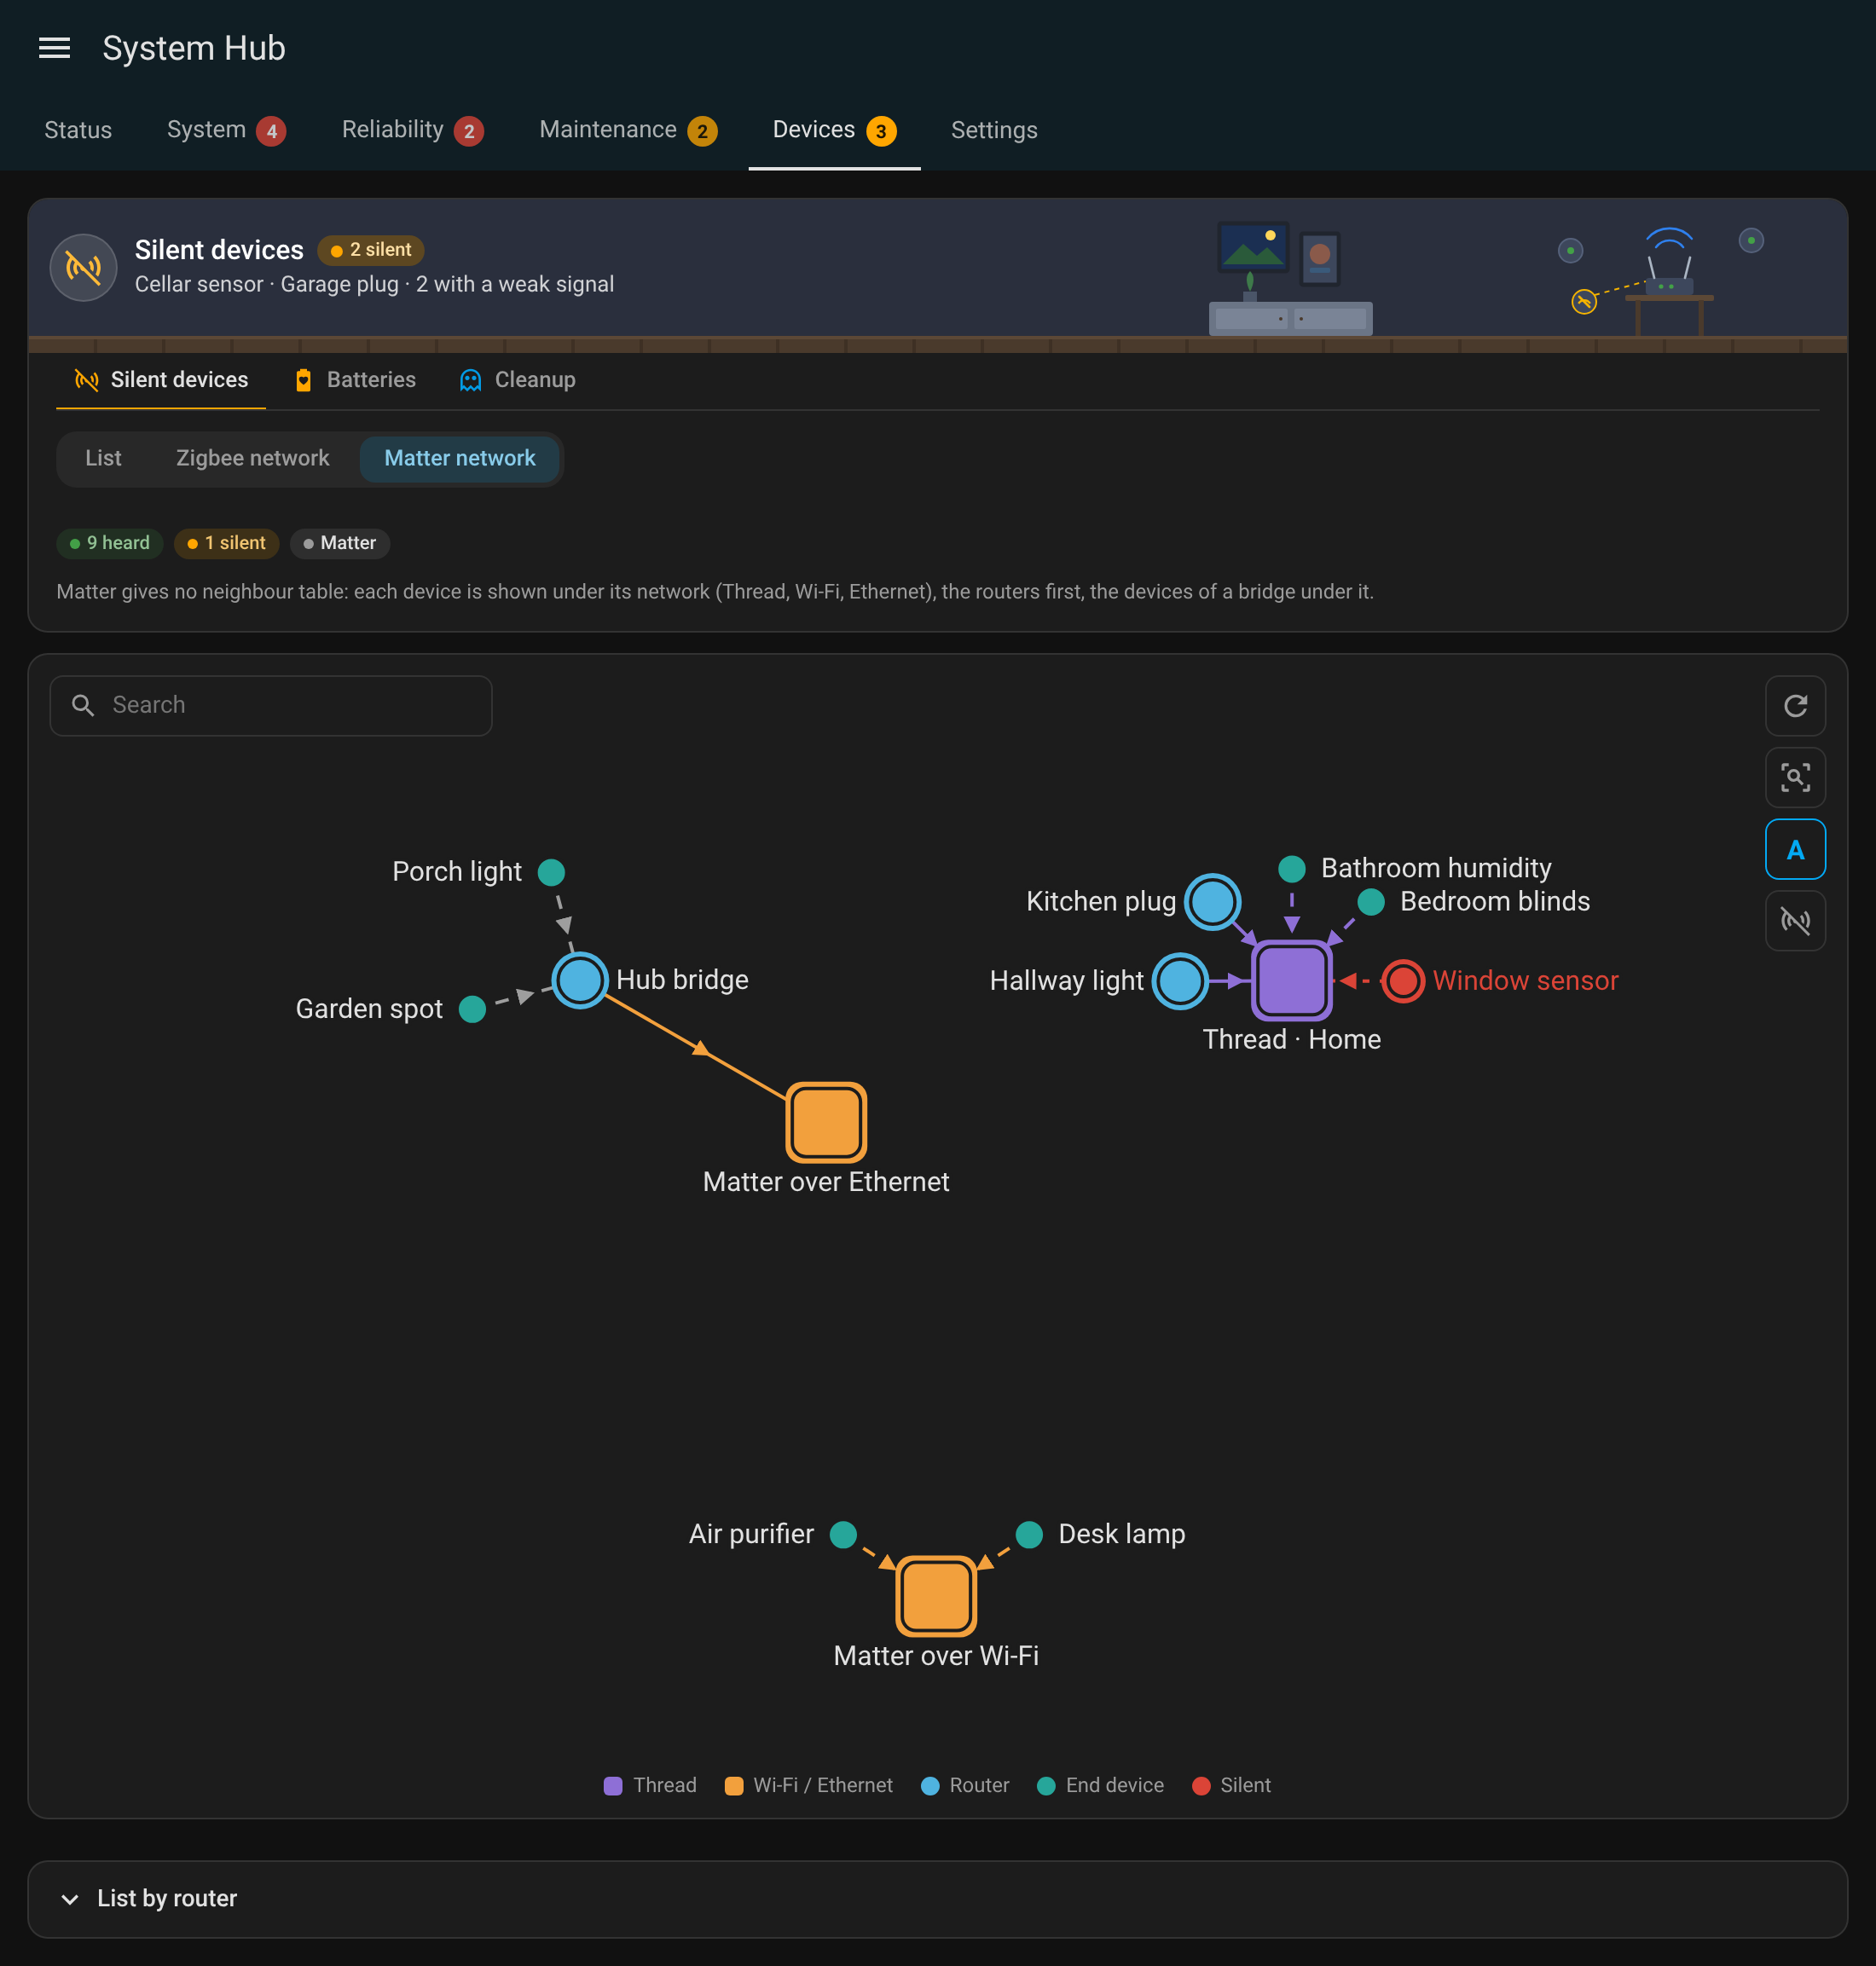 System Hub
Status
System 4
Reliability 2
Maintenance 2
Devices 3
Settings
Silent devices
2 silent
Cellar sensor · Garage plug · 2 with a weak signal
Silent devices
Batteries
Cleanup
List
Zigbee network
Matter network
9 heard
1 silent
Matter
Matter gives no neighbour table: each device is shown under its network (Thread, Wi-Fi, Ethernet), the routers first, the devices of a bridge under it.
Search
A
Porch light
Bathroom humidity
Kitchen plug
Bedroom blinds
Hub bridge
Hallway light
Window sensor
Garden spot
Thread · Home
Matter over Ethernet
Air purifier
Desk lamp
Matter over Wi-Fi
Thread
Wi-Fi / Ethernet
Router
End device
Silent
List by router